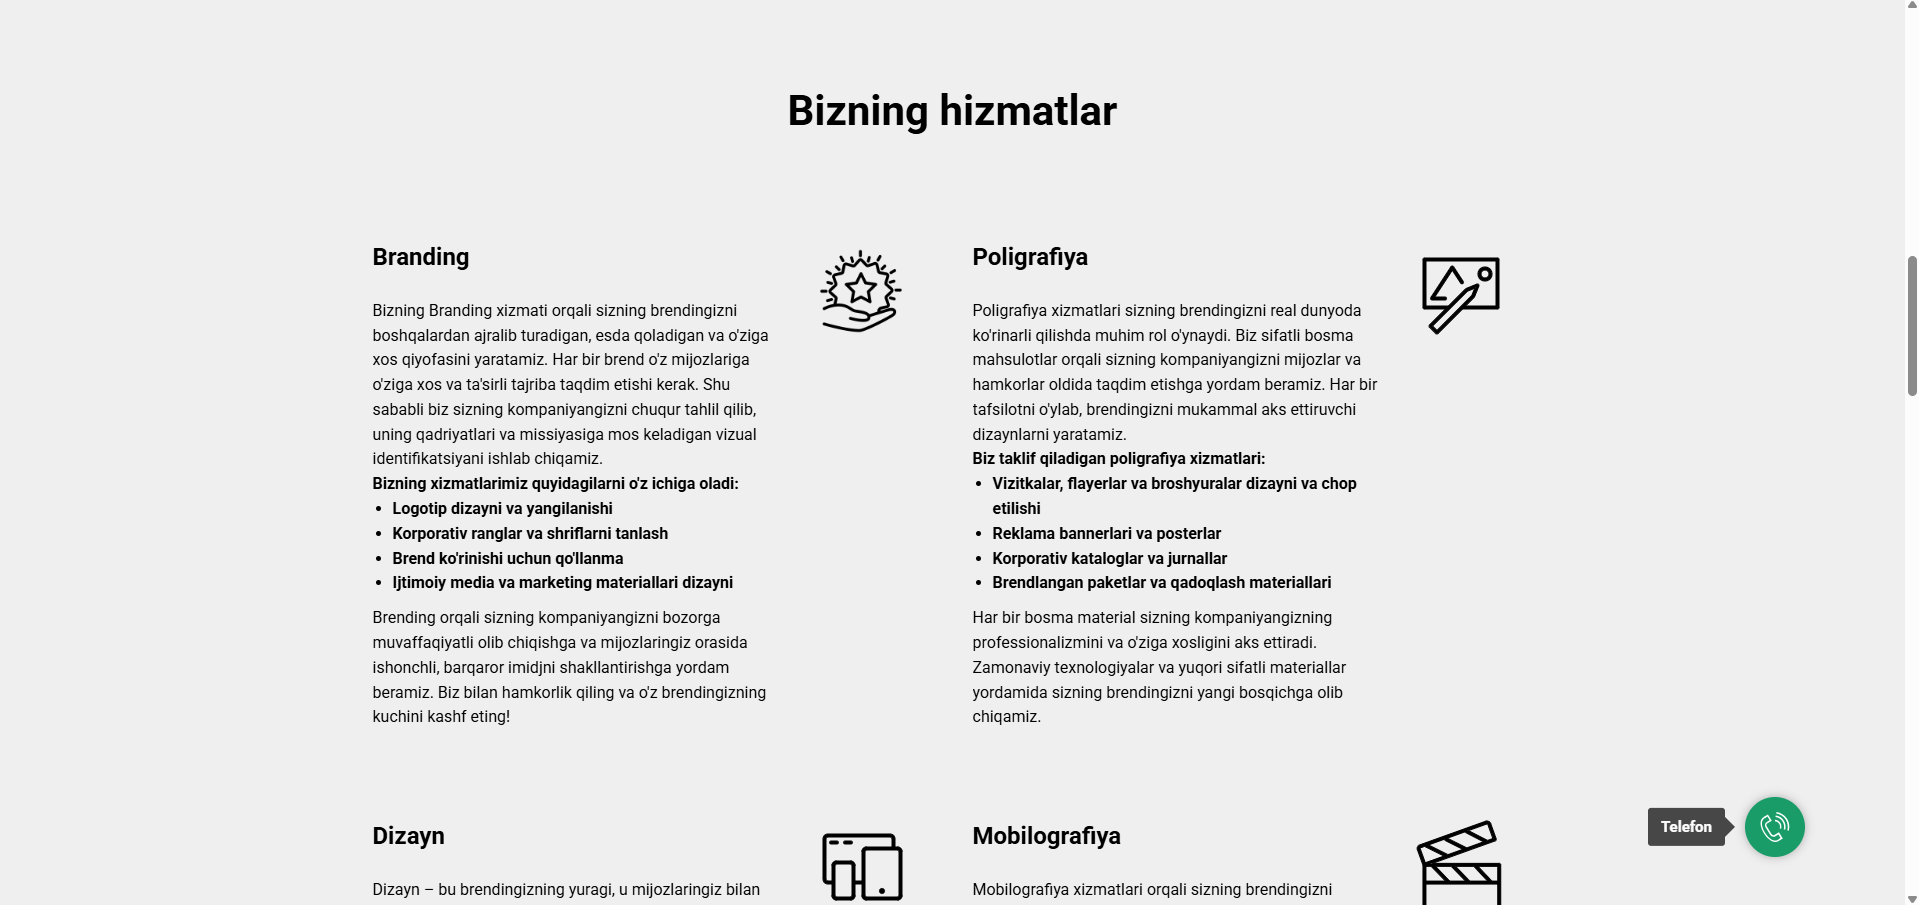 Bizning hizmatlar
Branding
Bizning Branding xizmati orqali sizning brendingizni
boshqalardan ajralib turadigan, esda qoladigan va o'ziga
xos qiyofasini yaratamiz. Har bir brend o'z mijozlariga
o'ziga xos va ta'sirli tajriba taqdim etishi kerak. Shu
sababli biz sizning kompaniyangizni chuqur tahlil qilib,
uning qadriyatlari va missiyasiga mos keladigan vizual
identifikatsiyani ishlab chiqamiz.
Bizning xizmatlarimiz quyidagilarni o'z ichiga oladi:
• Logotip dizayni va yangilanishi
• Korporativ ranglar va shriflarni tanlash
• Brend ko'rinishi uchun qo'llanma
• Ijtimoiy media va marketing materiallari dizayni
Brending orqali sizning kompaniyangizni bozorga
muvaffaqiyatli olib chiqishga va mijozlaringiz orasida
ishonchli, barqaror imidjni shakllantirishga yordam
beramiz. Biz bilan hamkorlik qiling va o'z brendingizning
kuchini kashf eting!
Poligrafiya
Poligrafiya xizmatlari sizning brendingizni real dunyoda
ko'rinarli qilishda muhim rol o'ynaydi. Biz sifatli bosma
mahsulotlar orqali sizning kompaniyangizni mijozlar va
hamkorlar oldida taqdim etishga yordam beramiz. Har bir
tafsilotni o'ylab, brendingizni mukammal aks ettiruvchi
dizaynlarni yaratamiz.
Biz taklif qiladigan poligrafiya xizmatlari:
• Vizitkalar, flayerlar va broshyuralar dizayni va chop
etilishi
• Reklama bannerlari va posterlar
• Korporativ kataloglar va jurnallar
• Brendlangan paketlar va qadoqlash materiallari
Har bir bosma material sizning kompaniyangizning
professionalizmini va o'ziga xosligini aks ettiradi.
Zamonaviy texnologiyalar va yuqori sifatli materiallar
yordamida sizning brendingizni yangi bosqichga olib
chiqamiz.
Dizayn
Dizayn – bu brendingizning yuragi, u mijozlaringiz bilan
Mobilografiya
Mobilografiya xizmatlari orqali sizning brendingizni
Telefon